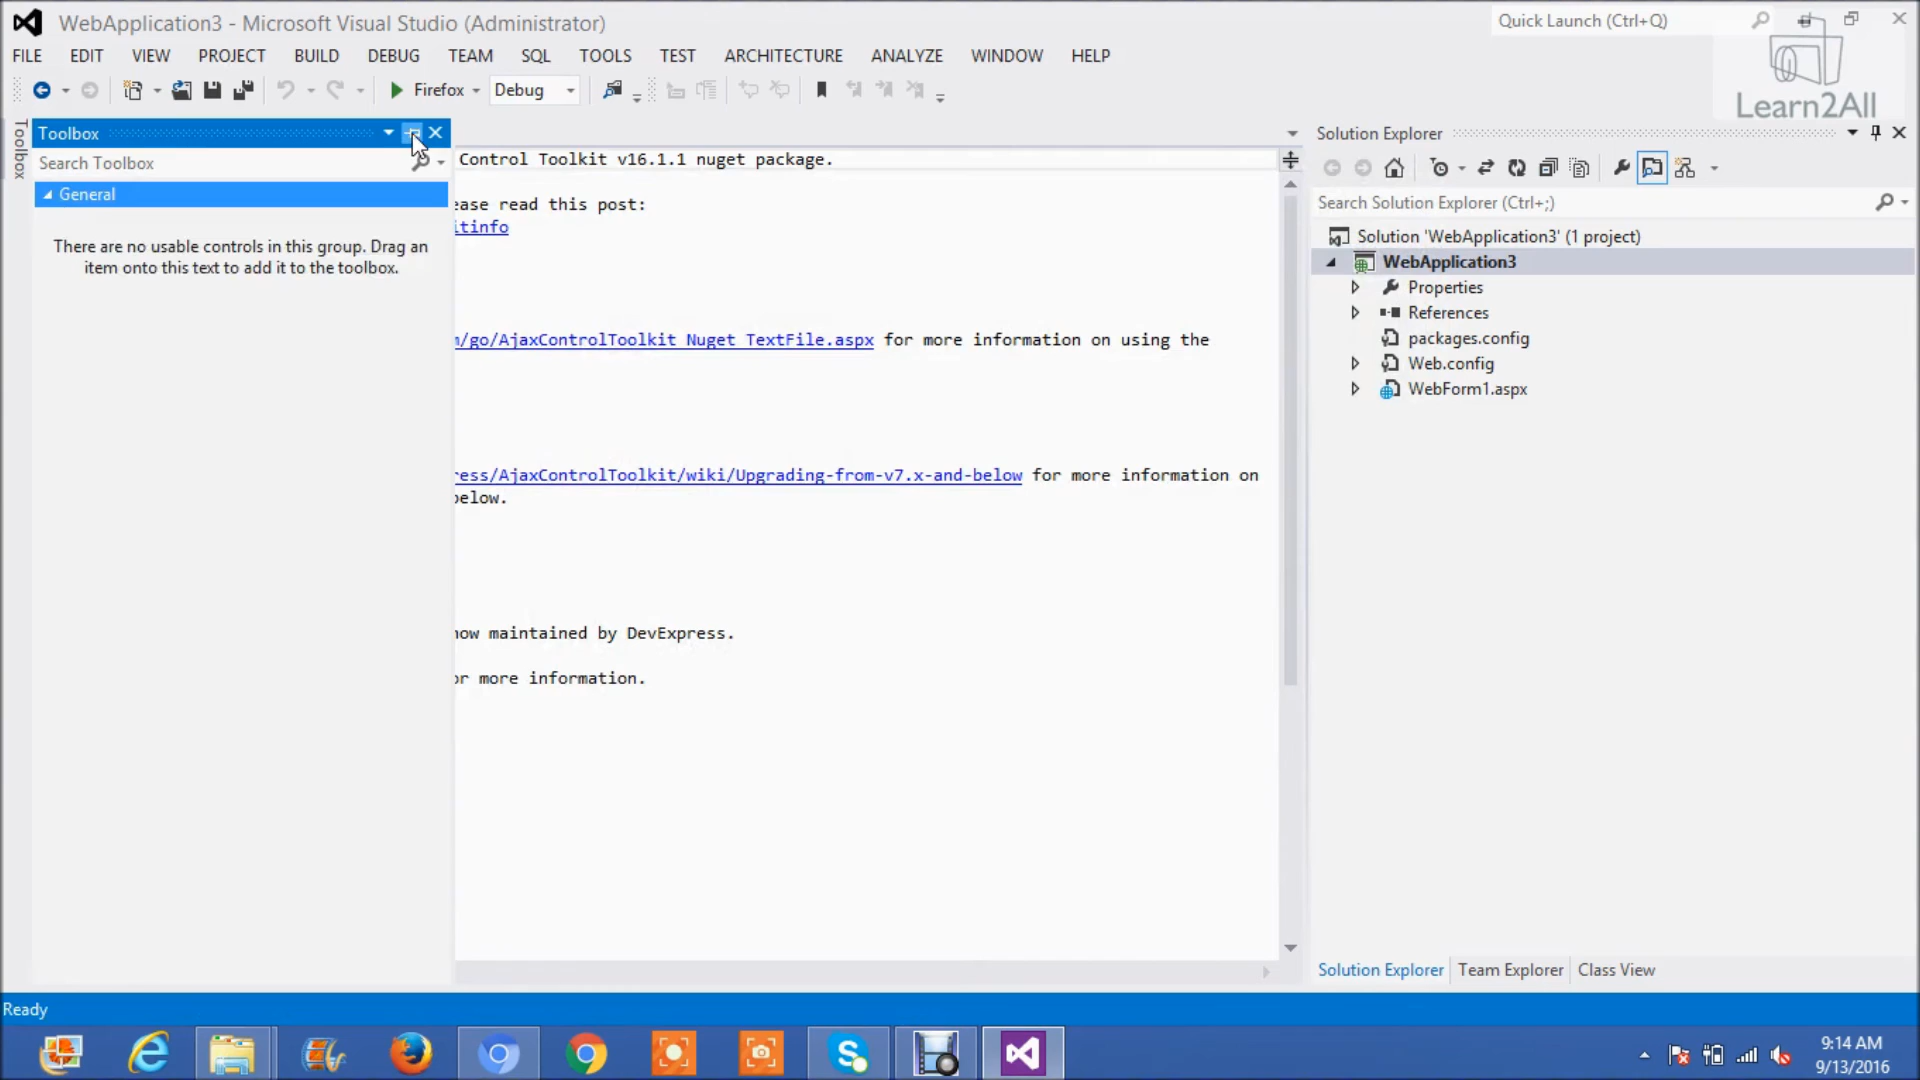 WebApplication3 - Microsoft Visual Studio (Administrator)
Quick Launch (Ctrl+Q)
FILE EDIT VIEW PROJECT BUILD DEBUG TEAM SQL TOOLS TEST ARCHITECTURE ANALYZE WINDOW HELP
Firefox Debug
Learn2All
Toolbox
Toolbox
Search Toolbox
General
There are no usable controls in this group. Drag an
item onto this text to add it to the toolbox.
Control Toolkit v16.1.1 nuget package.
ease read this post:
itinfo
/go/AjaxControlToolkit_Nuget_TextFile.aspx for more information on using the
ress/AjaxControlToolkit/wiki/Upgrading-from-v7.x-and-below for more information on
below.
now maintained by DevExpress.
or more information.
Solution Explorer
Search Solution Explorer (Ctrl+;)
Solution 'WebApplication3' (1 project)
WebApplication3
Properties
References
packages.config
Web.config
WebForm1.aspx
Solution Explorer Team Explorer Class View
Ready
9:14 AM
9/13/2016